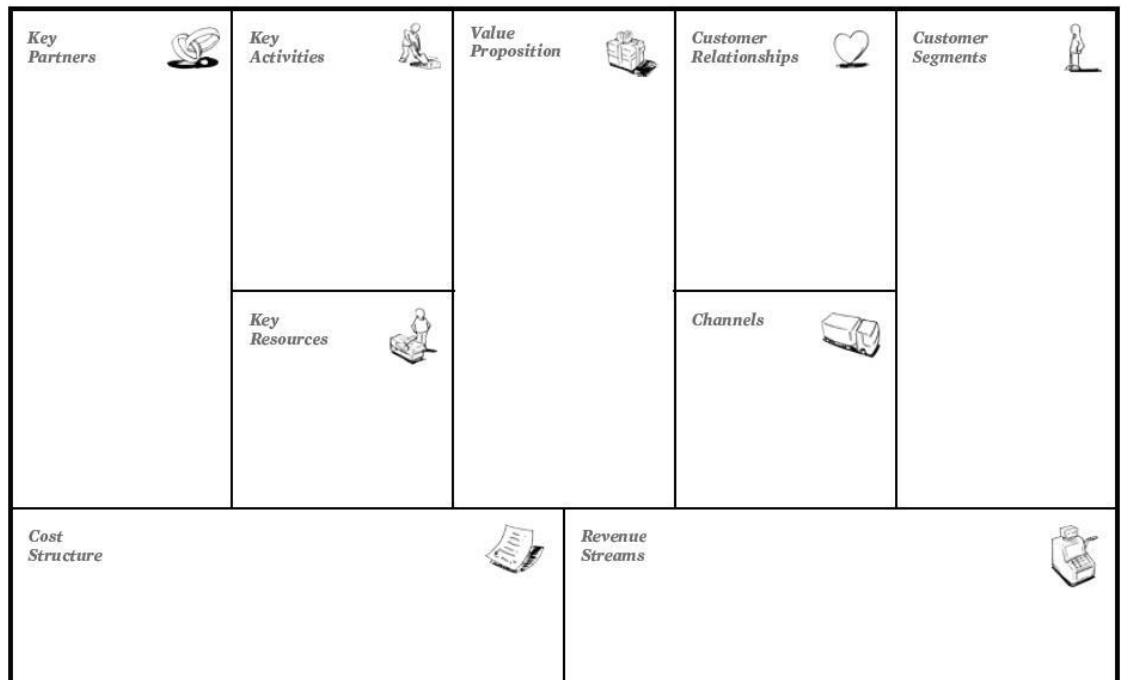 Key
Partners
Key
Activities
Value
Proposition
Customer
Relationships
Customer
Segments
Key
Resources
Channels
Cost
Structure
Revenue
Streams